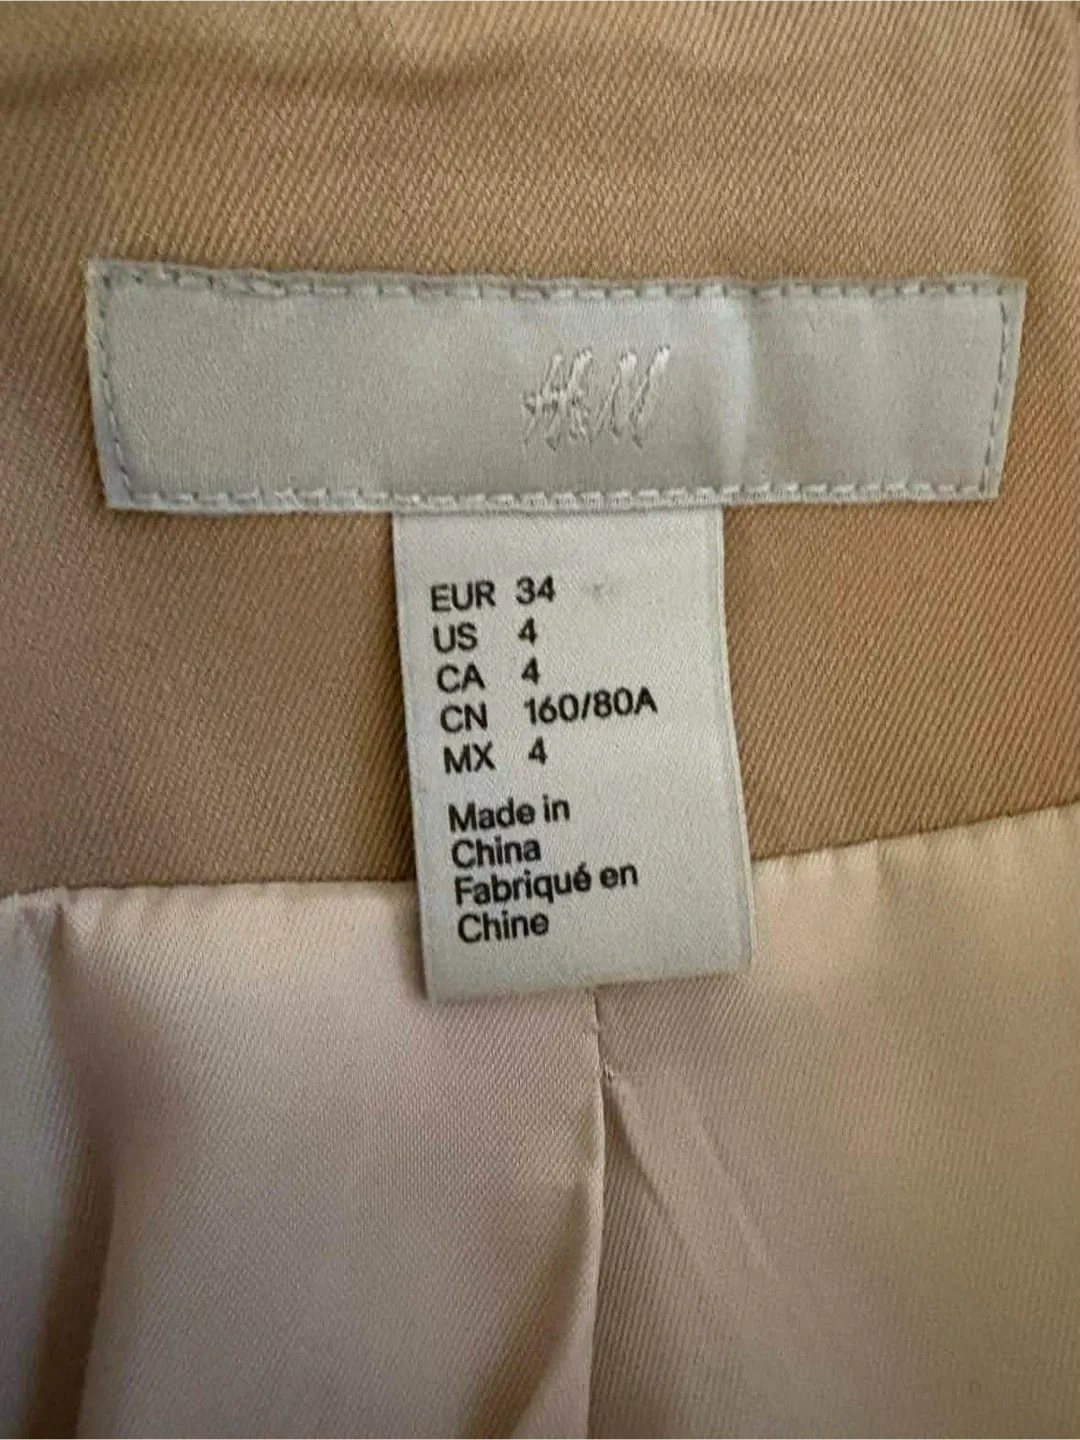 H&M
EUR 34
US 4
CA 4
CN 160/80A
MX 4
Made in
China
Fabriqué en
Chine